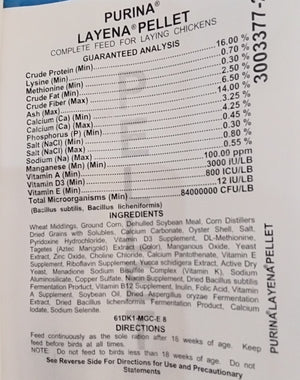 PURINA®
LAYENA® PELLET
COMPLETE FEED FOR LAYING CHICKENS
GUARANTEED ANALYSIS
Crude Protein (Min) 16.00 %
Lysine (Min) 0.70 %
Methionine (Min) 0.30 %
Crude Fat (Min) 2.50 %
Crude Fiber (Max) 6.50 %
Ash (Max) 14.00 %
Calcium (Ca) (Min) 3.25 %
Calcium (Ca) (Max) 4.25 %
Phosphorus (P) (Min) 0.45 %
Salt (NaCl) (Min) 0.30 %
Salt (NaCl) (Max) 0.80 %
Sodium (Na) (Max) 0.55 %
Manganese (Mn) (Min) 100.00 ppm
Vitamin A (Min) 3000 IU/LB
Vitamin D3 (Min) 800 ICU/LB
Vitamin E (Min) 12 IU/LB
Total Microorganisms (Min) 84000000 CFU/LB
(Bacillus subtilis, Bacillus licheniformis)
INGREDIENTS
Wheat Middlings, Ground Corn, Dehulled Soybean Meal, Corn Distillers
Dried Grains with Solubles, Calcium Carbonate, Oyster Shell, Salt,
Pyridoxine Hydrochloride, Vitamin D3 Supplement, DL-Methionine,
Tagetes (Aztec Marigold) Extract (Color), Manganous Oxide, Yeast
Extract, Zinc Oxide, Choline Chloride, Calcium Pantothenate, Vitamin E
Supplement, Riboflavin Supplement, Yucca schidigera Extract, Active Dry
Yeast, Menadione Sodium Bisulfite Complex (Vitamin K), Sodium
Aluminosilicate, Copper Sulfate, Niacin Supplement, Dried Bacillus subtilis
Fermentation Product, Vitamin B12 Supplement, Inulin, Folic Acid, Vitamin
A Supplement, Soybean Oil, Dried Aspergillus oryzae Fermentation
Extract, Dried Bacillus licheniformis Fermentation Product, Calcium
Iodate, Sodium Selenite.
61DK1-MGC-E 8
DIRECTIONS
Feed continuously as the sole ration after 18 weeks of age. Keep
feed before birds at all times.
NOTE: Do not feed to birds less than 18 weeks of age. Do not
See Reverse Side For Directions for Use and Precautionary
Statements
3003377-
PURINA LAYENA PELLET